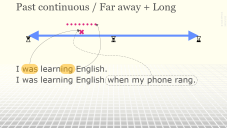 Past continuous / Far away + Long
I was learning English.
I was learning English when my phone rang.